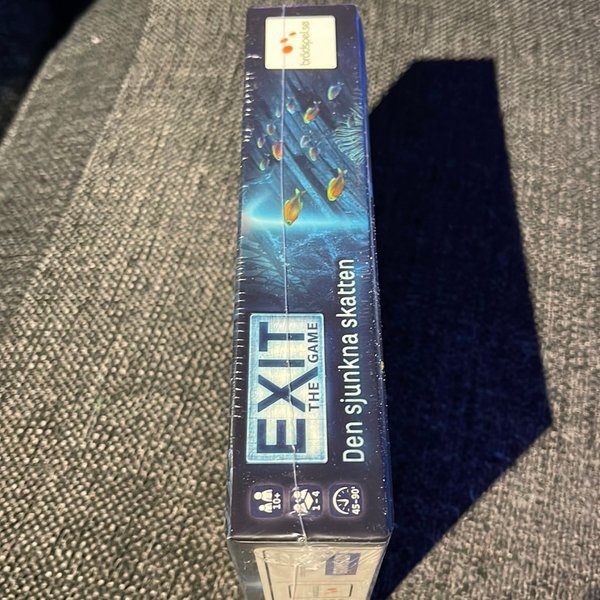 brädspel.se
EXIT
THE GAME
Den sjunkna skatten
10+
1-4
45-90'